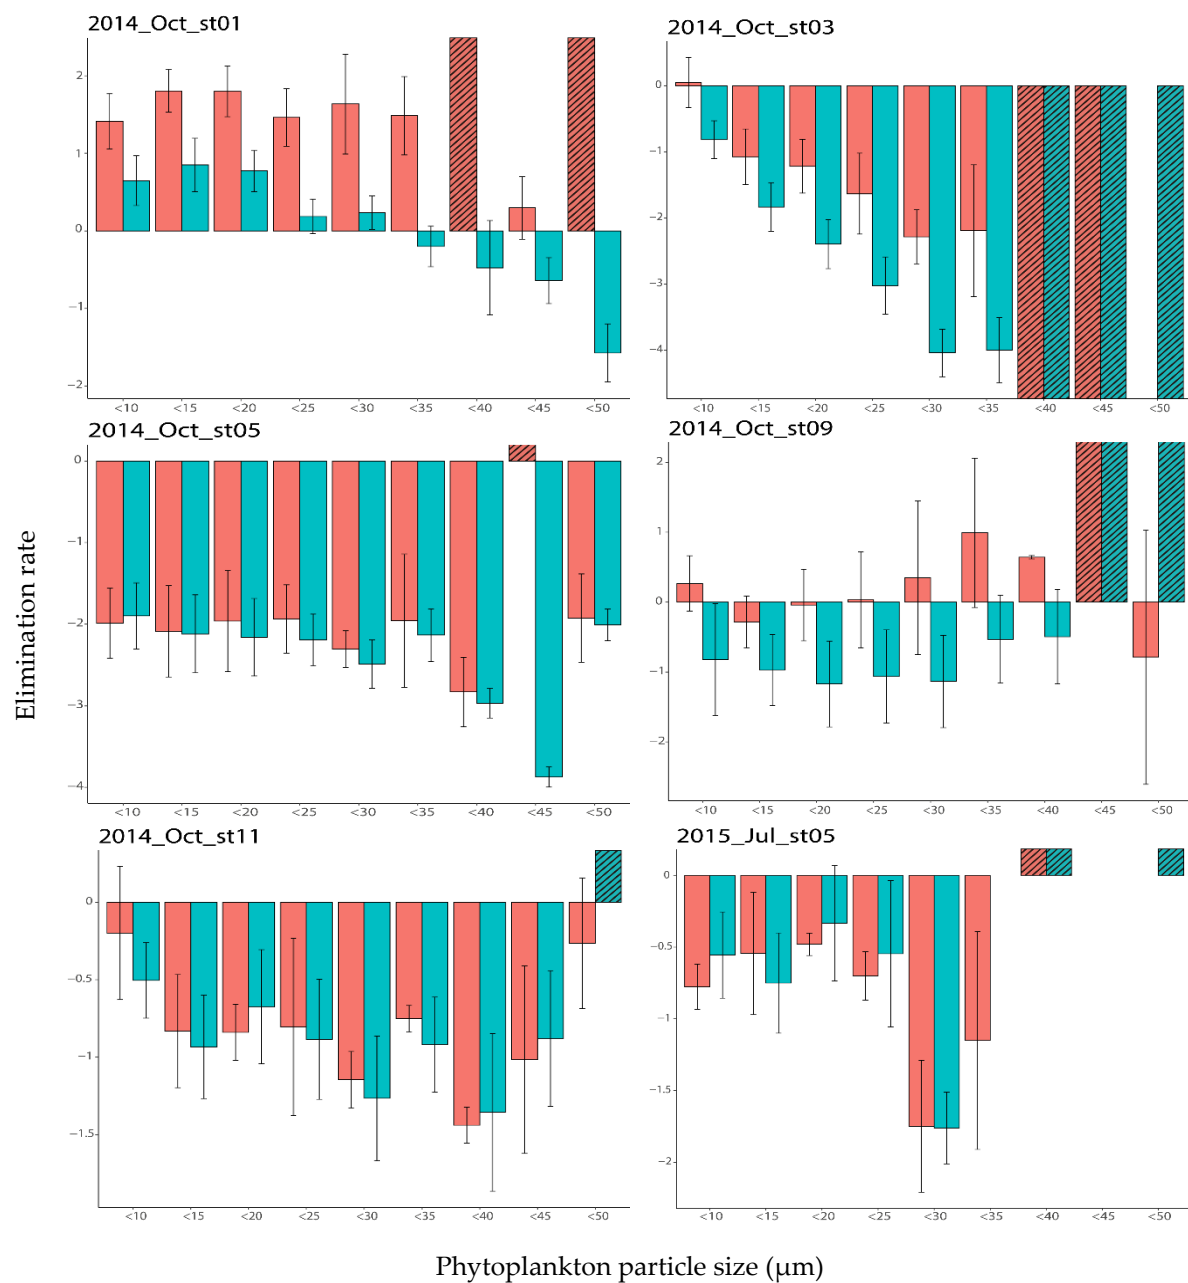 2014_Oct_st01
2
1
0
−1
−2
<10 <15 <20 <25 <30 <35 <40 <45 <50
2014_Oct_st03
0
−1
−2
−3
−4
<10 <15 <20 <25 <30 <35 <40 <45 <50
2014_Oct_st05
0
−1
−2
−3
−4
<10 <15 <20 <25 <30 <35 <40 <45 <50
2014_Oct_st09
2
1
0
−1
−2
<10 <15 <20 <25 <30 <35 <40 <45 <50
2014_Oct_st11
0
−0.5
−1
−1.5
<10 <15 <20 <25 <30 <35 <40 <45 <50
2015_Jul_st05
0
−0.5
−1
−1.5
−2
<10 <15 <20 <25 <30 <35 <40 <45 <50
Elimination rate
Phytoplankton particle size (μm)